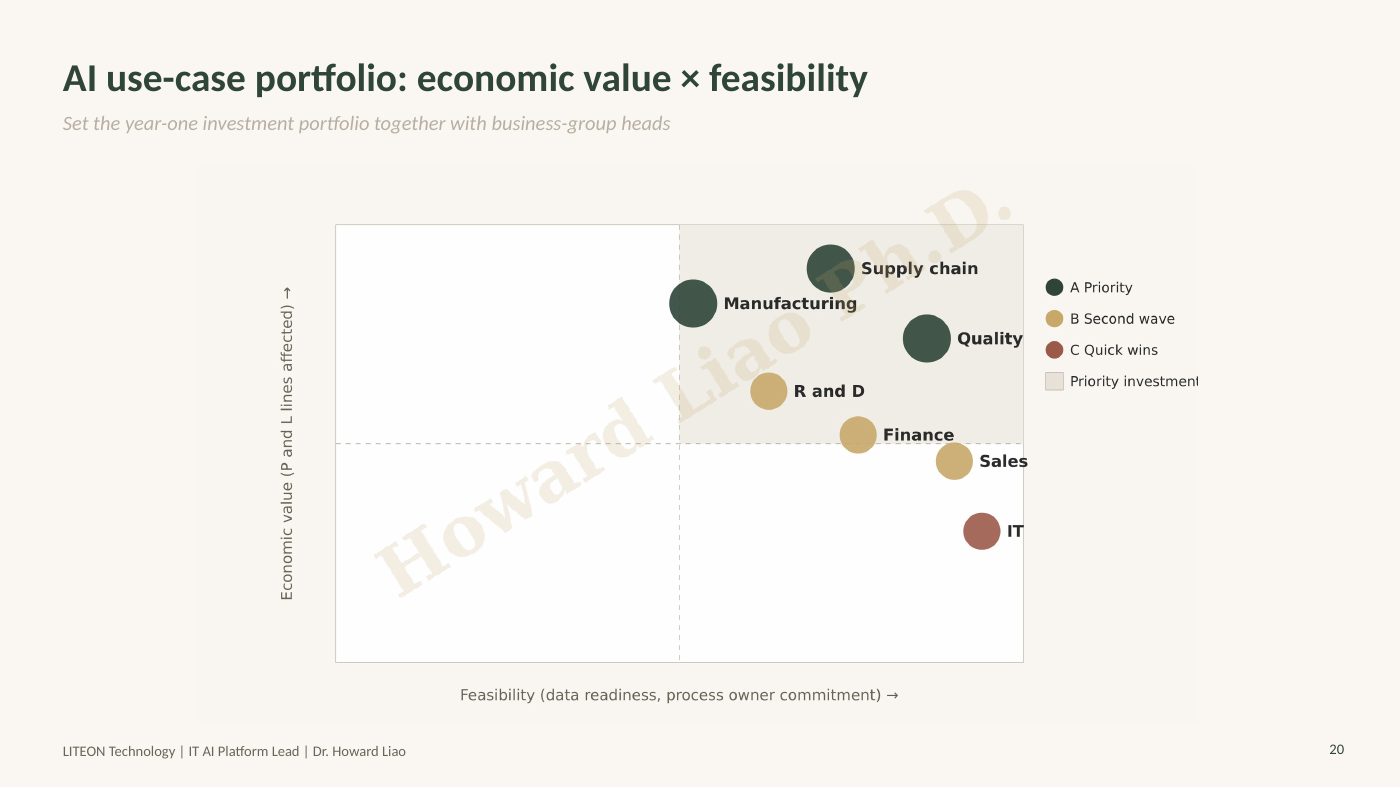 AI use-case portfolio: economic value × feasibility
Set the year-one investment portfolio together with business-group heads
Howard Liao Ph.D.
Supply chain
Manufacturing
Quality
R and D
Finance
Sales
IT
A Priority
B Second wave
C Quick wins
Priority investment
Economic value (P and L lines affected) →
Feasibility (data readiness, process owner commitment) →
LITEON Technology | IT AI Platform Lead | Dr. Howard Liao
20